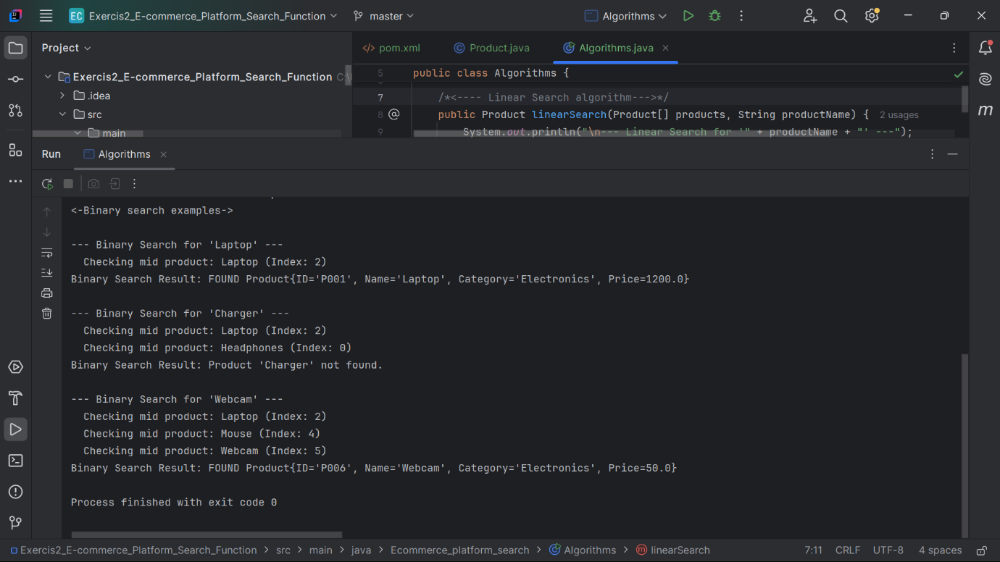 EC Exercis2_E-commerce_Platform_Search_Function master Algorithms
Project
Exercis2_E-commerce_Platform_Search_Function C:\
.idea
src
main
pom.xml Product.java Algorithms.java
5 public class Algorithms {
7 /*<---- Linear Search algorithm--->*/
8 public Product linearSearch(Product[] products, String productName) { 2 usages
9 System.out.println("\n--- Linear Search for '" + productName + "' ---");
Run Algorithms
<-Binary search examples->
--- Binary Search for 'Laptop' ---
Checking mid product: Laptop (Index: 2)
Binary Search Result: FOUND Product{ID='P001', Name='Laptop', Category='Electronics', Price=1200.0}
--- Binary Search for 'Charger' ---
Checking mid product: Laptop (Index: 2)
Checking mid product: Headphones (Index: 0)
Binary Search Result: Product 'Charger' not found.
--- Binary Search for 'Webcam' ---
Checking mid product: Laptop (Index: 2)
Checking mid product: Mouse (Index: 4)
Checking mid product: Webcam (Index: 5)
Binary Search Result: FOUND Product{ID='P006', Name='Webcam', Category='Electronics', Price=50.0}
Process finished with exit code 0
Exercis2_E-commerce_Platform_Search_Function > src > main > java > Ecommerce_platform_search > Algorithms > linearSearch 7:11 CRLF UTF-8 4 spaces